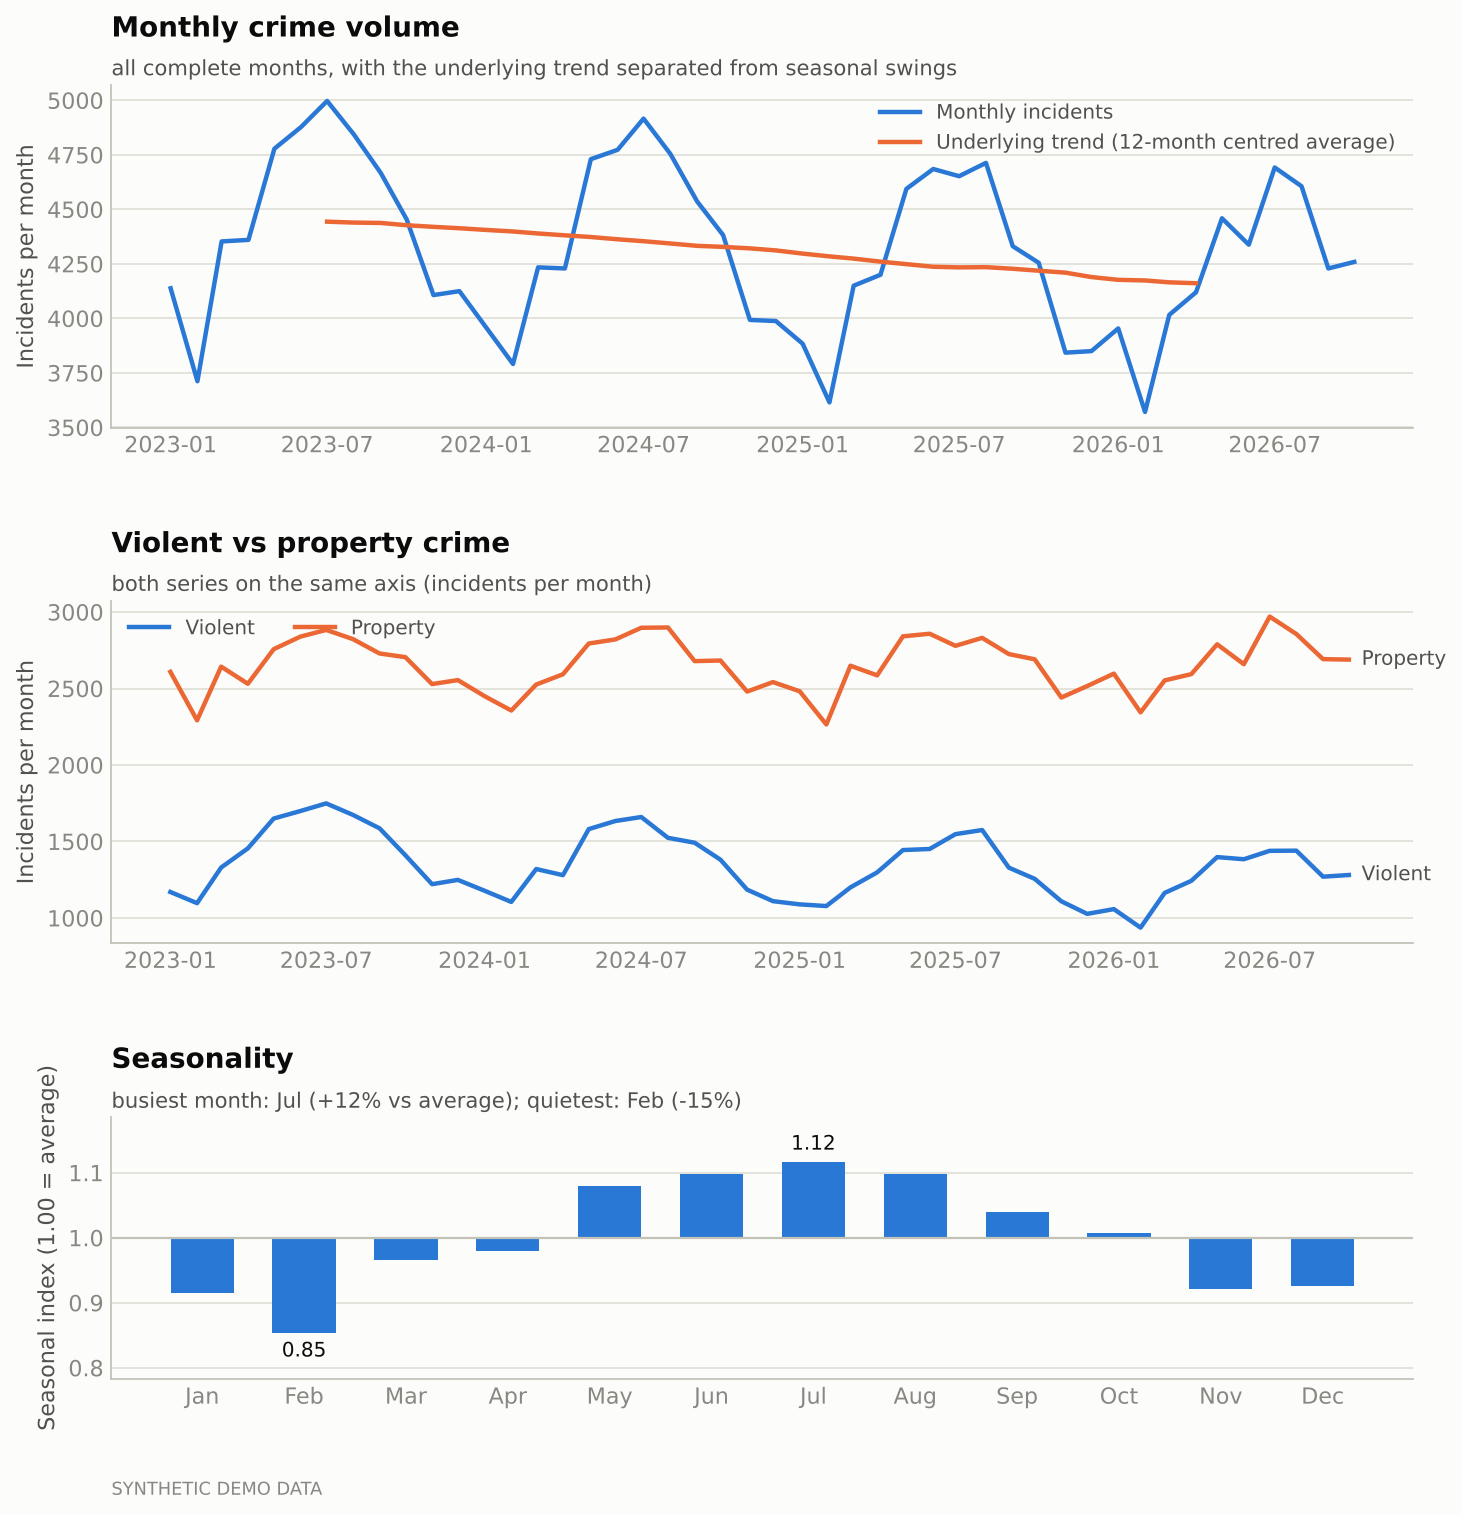 Monthly crime volume
all complete months, with the underlying trend separated from seasonal swings
Incidents per month
5000
4750
4500
4250
4000
3750
3500
Monthly incidents
Underlying trend (12-month centred average)
2023-01 2023-07 2024-01 2024-07 2025-01 2025-07 2026-01 2026-07
Violent vs property crime
both series on the same axis (incidents per month)
Incidents per month
3000
2500
2000
1500
1000
Violent Property
Property
Violent
2023-01 2023-07 2024-01 2024-07 2025-01 2025-07 2026-01 2026-07
Seasonality
busiest month: Jul (+12% vs average); quietest: Feb (-15%)
Seasonal index (1.00 = average)
1.1
1.0
0.9
0.8
1.12
0.85
Jan Feb Mar Apr May Jun Jul Aug Sep Oct Nov Dec
SYNTHETIC DEMO DATA